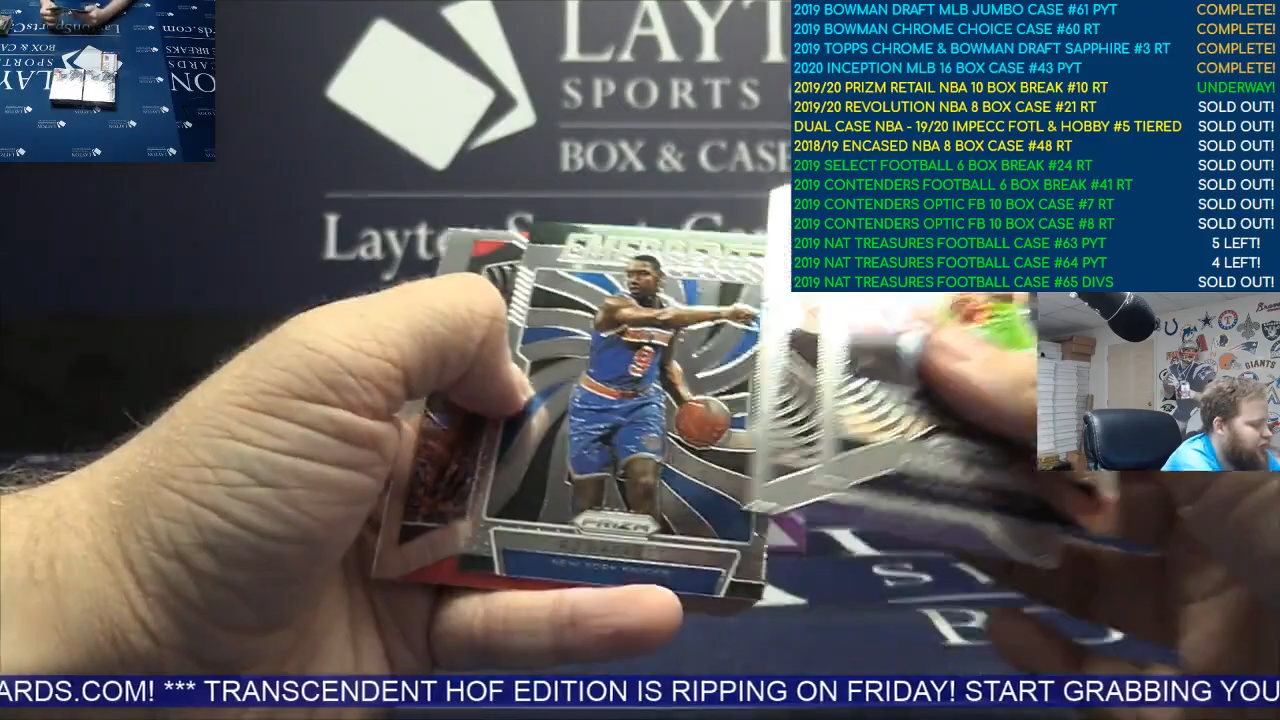 2019 BOWMAN DRAFT MLB JUMBO CASE #61 PYT COMPLETE!
2019 BOWMAN CHROME CHOICE CASE #60 RT COMPLETE!
2019 TOPPS CHROME & BOWMAN DRAFT SAPPHIRE #3 RT COMPLETE!
2020 INCEPTION MLB 16 BOX CASE #43 PYT COMPLETE!
2019/20 PRIZM RETAIL NBA 10 BOX BREAK #10 RT UNDERWAY!
2019/20 REVOLUTION NBA 8 BOX CASE #21 RT SOLD OUT!
DUAL CASE NBA - 19/20 IMPECC FOTL & HOBBY #5 TIERED SOLD OUT!
2018/19 ENCASED NBA 8 BOX CASE #48 RT SOLD OUT!
2019 SELECT FOOTBALL 6 BOX BREAK #24 RT SOLD OUT!
2019 CONTENDERS FOOTBALL 6 BOX BREAK #41 RT SOLD OUT!
2019 CONTENDERS OPTIC FB 10 BOX CASE #7 RT SOLD OUT!
2019 CONTENDERS OPTIC FB 10 BOX CASE #8 RT SOLD OUT!
2019 NAT TREASURES FOOTBALL CASE #63 PYT 5 LEFT!
2019 NAT TREASURES FOOTBALL CASE #64 PYT 4 LEFT!
2019 NAT TREASURES FOOTBALL CASE #65 DIVS SOLD OUT!
LAYT
SPORTS
BOX & CASE
Layto
EMERGENT
9
PRIZM
NEW YORK KNICKS
GIANTS
ARDS.COM! *** TRANSCENDENT HOF EDITION IS RIPPING ON FRIDAY! START GRABBING YOU